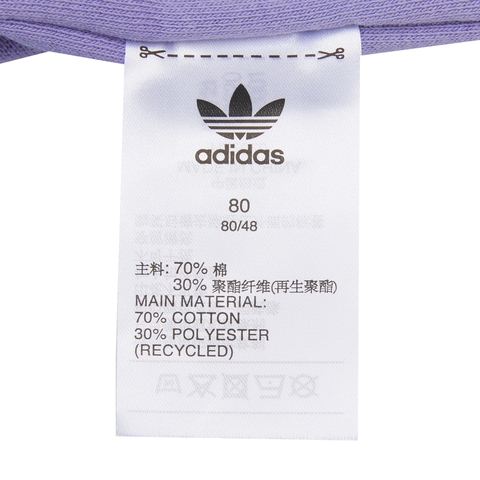 adidas
80
80/48
主料: 70% 棉
30% 聚酯纤维(再生聚酯)
MAIN MATERIAL:
70% COTTON
30% POLYESTER
(RECYCLED)